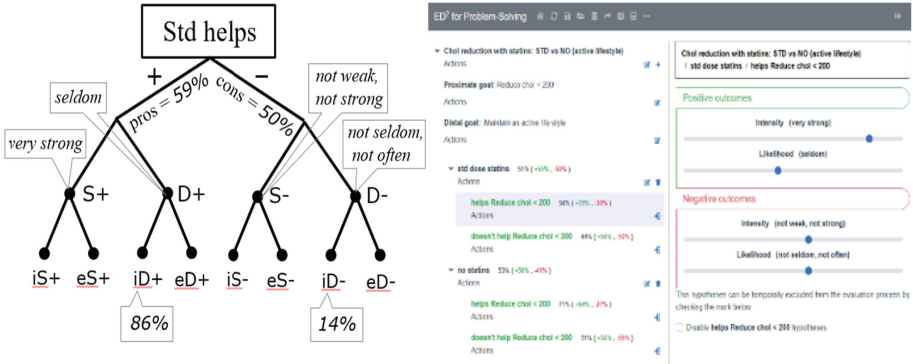 Std helps
+
−
pros = 59%
cons = 50%
seldom
not weak,
not strong
very strong
not seldom,
not often
S+
D+
S-
D-
iS+
eS+
iD+
eD+
iS-
eS-
iD-
eD-
86%
14%
ED² for Problem-Solving
Chol reduction with statins: STD vs NO (active lifestyle)
Actions
Proximate goal: Reduce chol < 200
Actions
Distal goal: Maintain an active lifestyle
Actions
std dose statins 51%
Actions
helps Reduce chol < 200
Actions
doesn't help Reduce chol < 200
Actions
no statins 53%
Actions
helps Reduce chol < 200
Actions
doesn't help Reduce chol < 200
Actions
Chol reduction with statins: STD vs NO (active lifestyle)
/ std dose statins / helps Reduce chol < 200
Positive outcomes
Intensity (very strong)
Likelihood (seldom)
Negative outcomes
Intensity (not weak, not strong)
Likelihood (not seldom, not often)
This hypotheses can be temporally excluded from the evaluation process by
checking the mark below
Disable helps Reduce chol < 200 hypotheses